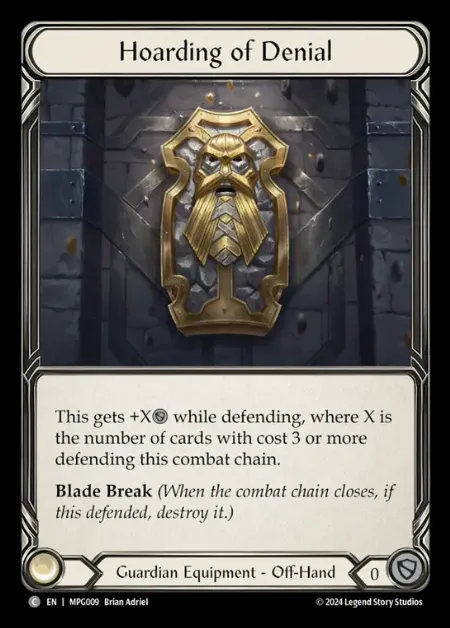 Hoarding of Denial
This gets +X while defending, where X is
the number of cards with cost 3 or more
defending this combat chain.
Blade Break (When the combat chain closes, if
this defended, destroy it.)
Guardian Equipment - Off-Hand
0
C EN | MPG009 Brian Adriel
© 2024 Legend Story Studios